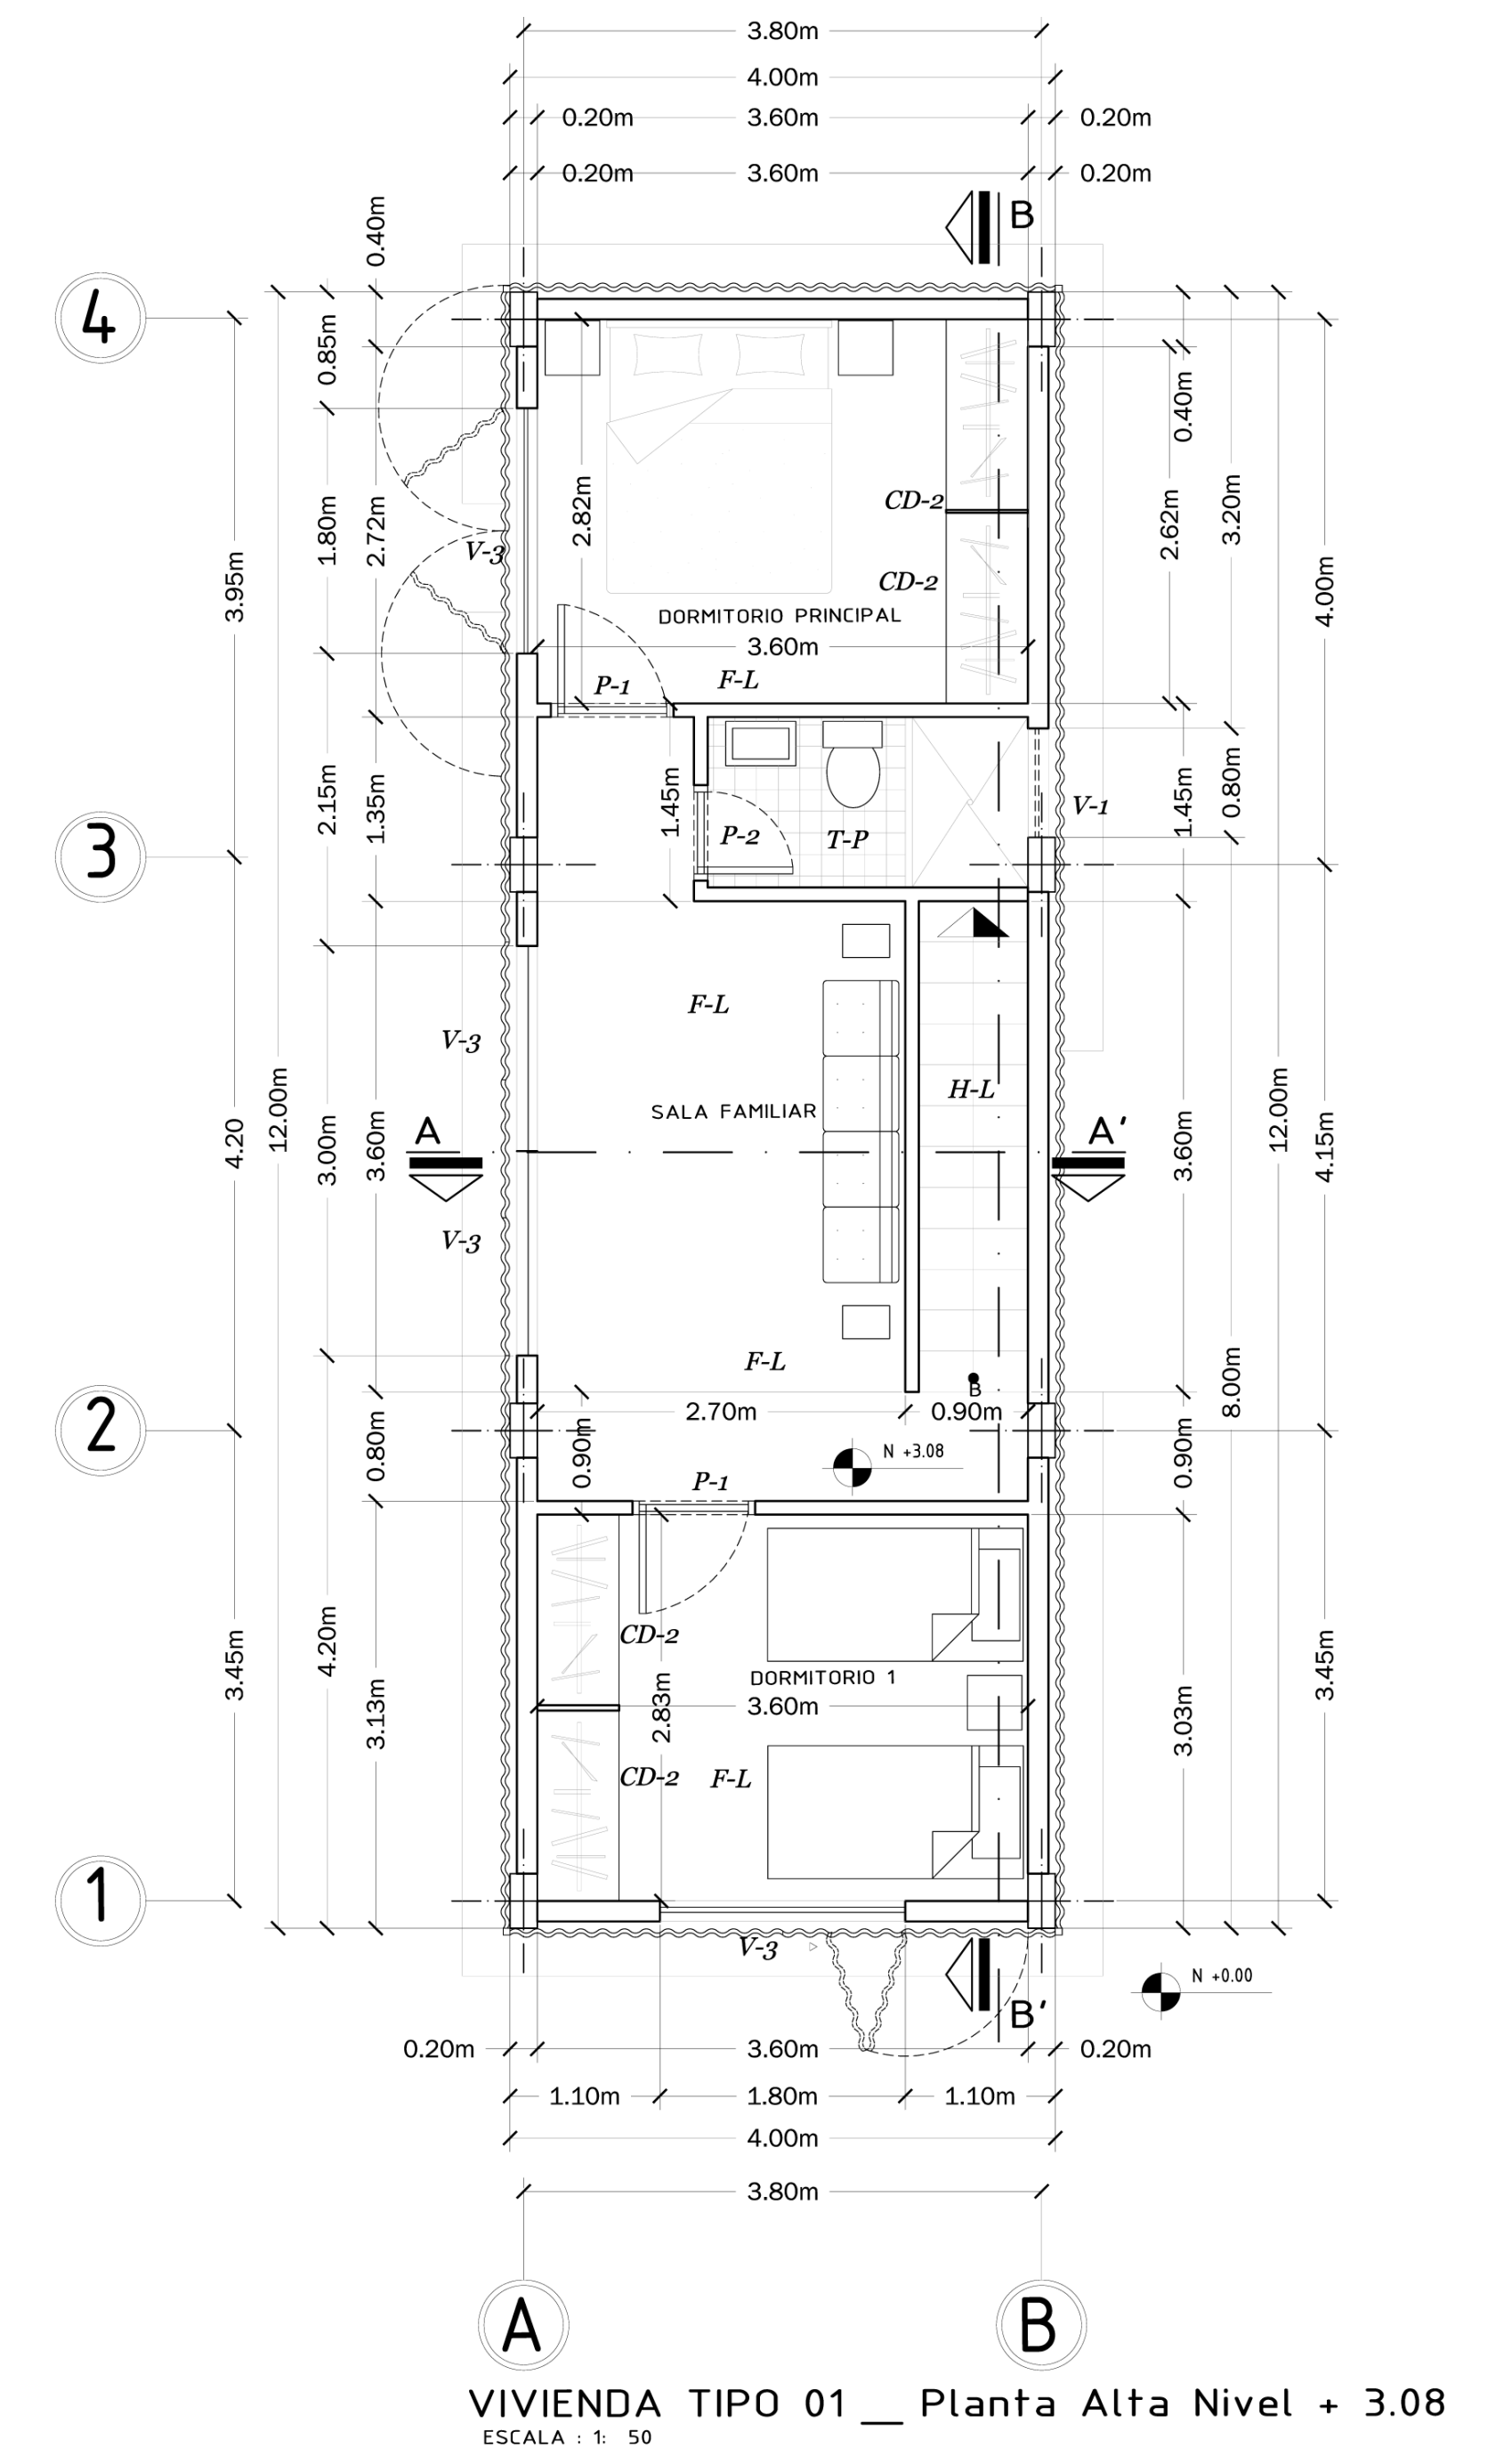 3.80m
4.00m
0.20m 3.60m 0.20m
0.20m 3.60m 0.20m
B
0.40m
4
0.85m
0.40m
1.80m
2.72m
2.82m
CD-2
2.62m
3.20m
V-3
3.95m
CD-2
4.00m
DORMITORIO PRINCIPAL
3.60m
P-1
F-L
2.15m
1.35m
1.45m
P-2
T-P
V-1
1.45m
0.80m
3
F-L
V-3
H-L
SALA FAMILIAR
4.20
12.00m
3.00m
3.60m
A
A'
3.60m
12.00m
4.15m
V-3
F-L
B
8.00m
2.70m
0.90m
2
0.80m
0.90m
N +3.08
0.90m
P-1
CD-2
3.45m
4.20m
3.13m
DORMITORIO 1
3.60m
2.83m
3.03m
3.45m
CD-2
F-L
1
V-3
N +0.00
B'
0.20m 3.60m 0.20m
1.10m 1.80m 1.10m
4.00m
3.80m
A B
VIVIENDA TIPO 01 __ Planta Alta Nivel + 3.08
ESCALA : 1: 50